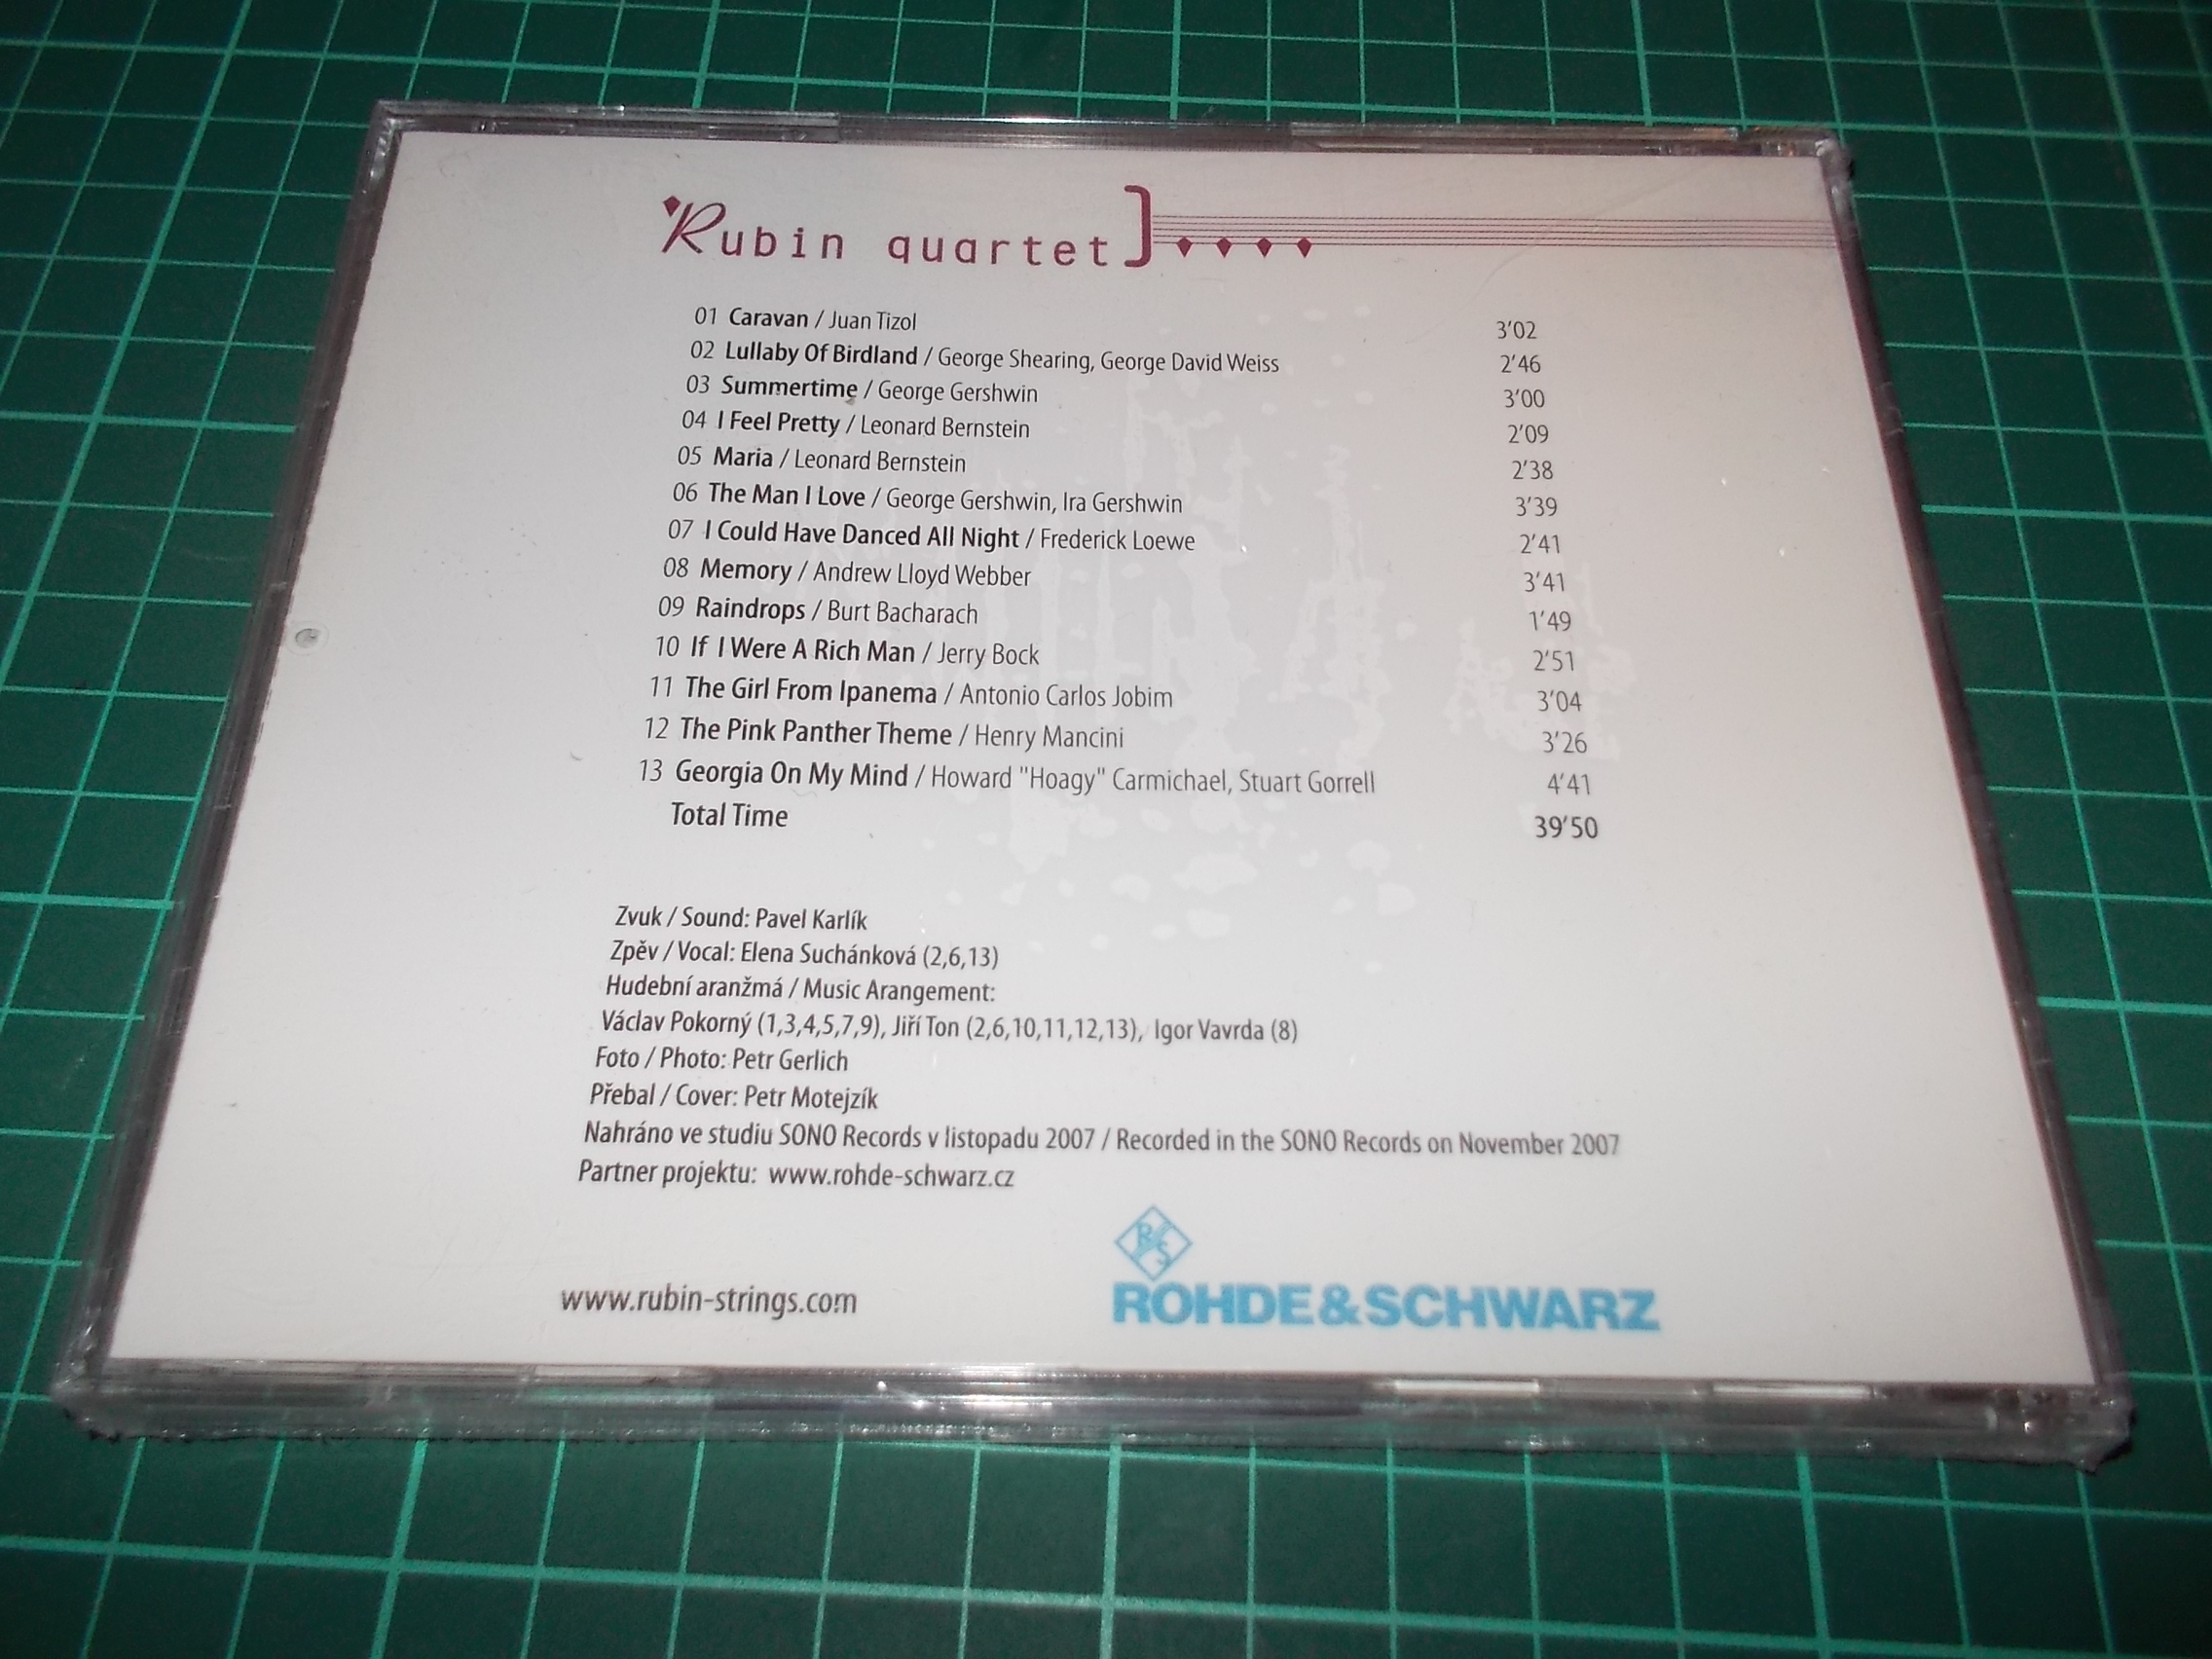 Rubin quartet
01 Caravan / Juan Tizol 3'02
02 Lullaby Of Birdland / George Shearing, George David Weiss 2'46
03 Summertime / George Gershwin 3'00
04 I Feel Pretty / Leonard Bernstein 2'09
05 Maria / Leonard Bernstein 2'38
06 The Man I Love / George Gershwin, Ira Gershwin 3'39
07 I Could Have Danced All Night / Frederick Loewe 2'41
08 Memory / Andrew Lloyd Webber 3'41
09 Raindrops / Burt Bacharach 1'49
10 If I Were A Rich Man / Jerry Bock 2'51
11 The Girl From Ipanema / Antonio Carlos Jobim 3'04
12 The Pink Panther Theme / Henry Mancini 3'26
13 Georgia On My Mind / Howard "Hoagy" Carmichael, Stuart Gorrell 4'41
Total Time 39'50
Zvuk / Sound: Pavel Karlík
Zpěv / Vocal: Elena Suchánková (2,6,13)
Hudební aranžmá / Music Arangement:
Václav Pokorný (1,3,4,5,7,9), Jiří Ton (2,6,10,11,12,13), Igor Vavrda (8)
Foto / Photo: Petr Gerlich
Přebal / Cover: Petr Motejzík
Nahráno ve studiu SONO Records v listopadu 2007 / Recorded in the SONO Records on November 2007
Partner projektu: www.rohde-schwarz.cz
R&S
www.rubin-strings.com ROHDE&SCHWARZ